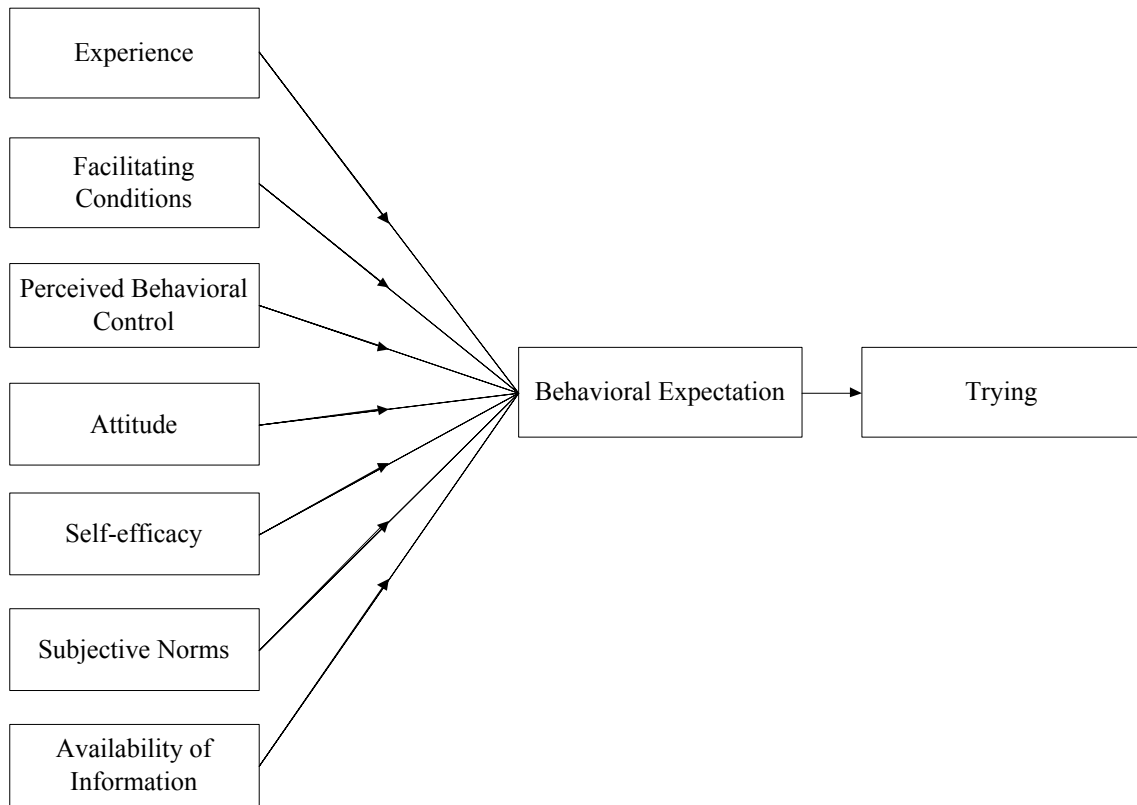 Experience
Facilitating
Conditions
Perceived Behavioral
Control
Attitude
Self-efficacy
Subjective Norms
Availability of
Information
Behavioral Expectation
Trying